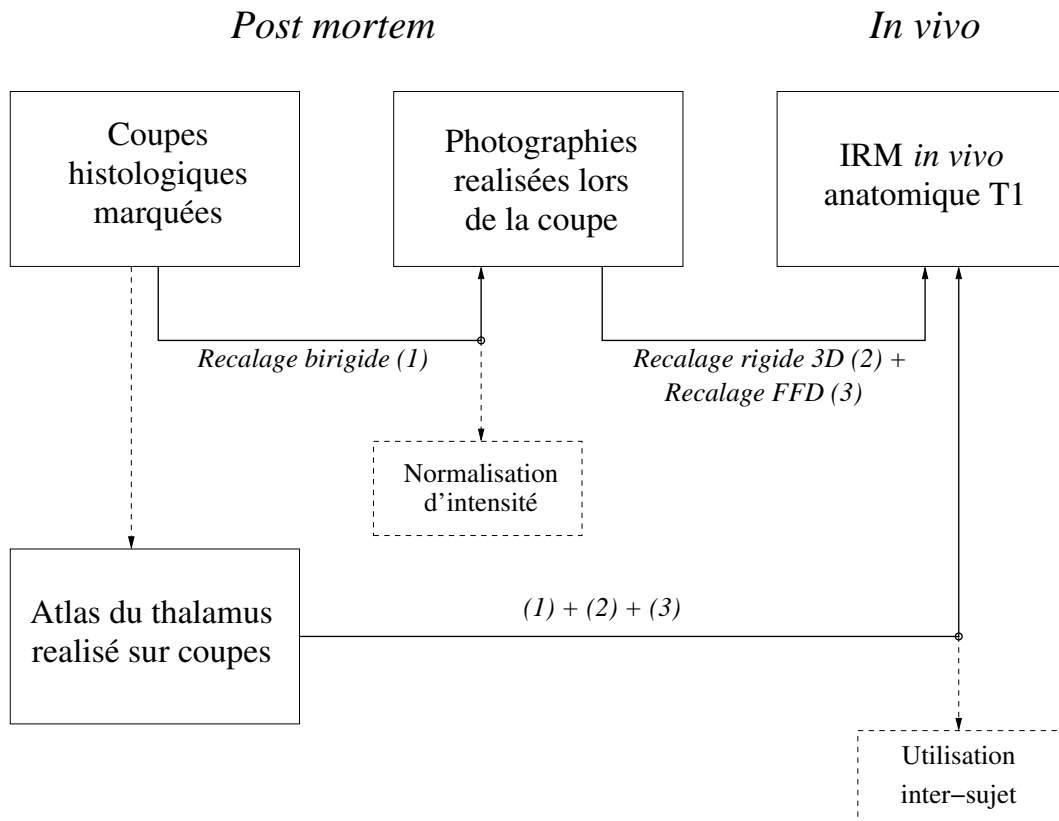 Post mortem
In vivo
Coupes
histologiques
marquées
Photographies
realisées lors
de la coupe
IRM in vivo
anatomique T1
Recalage birigide (1)
Recalage rigide 3D (2) +
Recalage FFD (3)
Normalisation
d'intensité
Atlas du thalamus
realisé sur coupes
(1) + (2) + (3)
Utilisation
inter−sujet